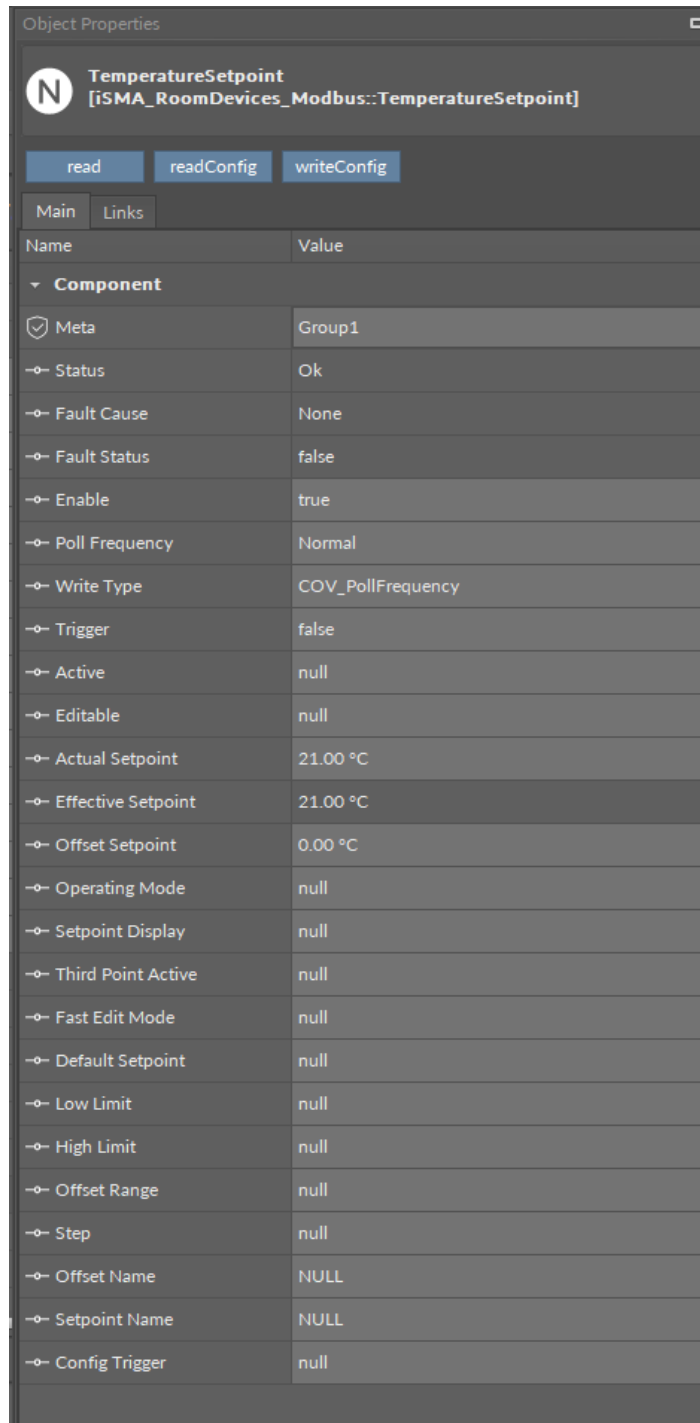 Object Properties
N
TemperatureSetpoint
[iSMA_RoomDevices_Modbus::TemperatureSetpoint]
read readConfig writeConfig
Main Links
Name Value
Component
Meta Group1
Status Ok
Fault Cause None
Fault Status false
Enable true
Poll Frequency Normal
Write Type COV_PollFrequency
Trigger false
Active null
Editable null
Actual Setpoint 21.00 °C
Effective Setpoint 21.00 °C
Offset Setpoint 0.00 °C
Operating Mode null
Setpoint Display null
Third Point Active null
Fast Edit Mode null
Default Setpoint null
Low Limit null
High Limit null
Offset Range null
Step null
Offset Name NULL
Setpoint Name NULL
Config Trigger null